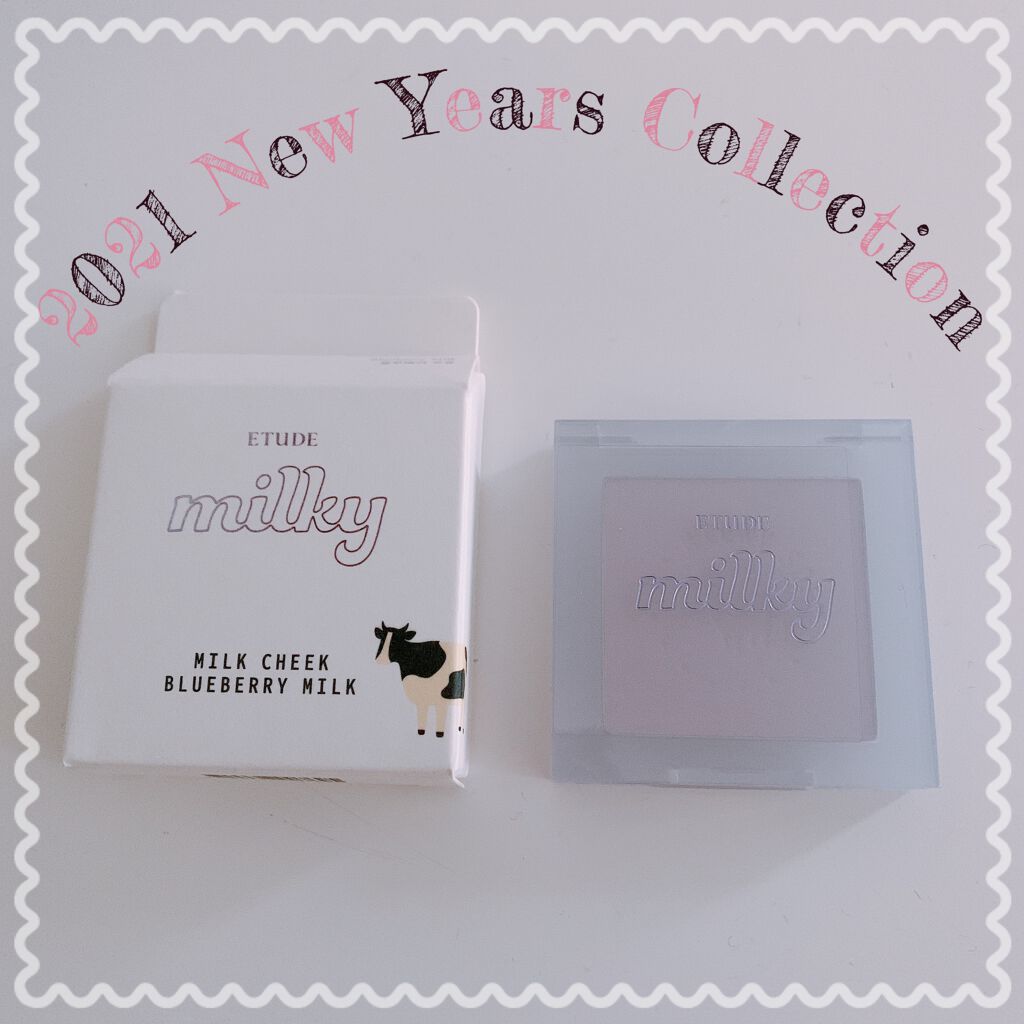 2021 New Years Collection
ETUDE
milky
MILK CHEEK
BLUEBERRY MILK
ETUDE
milky